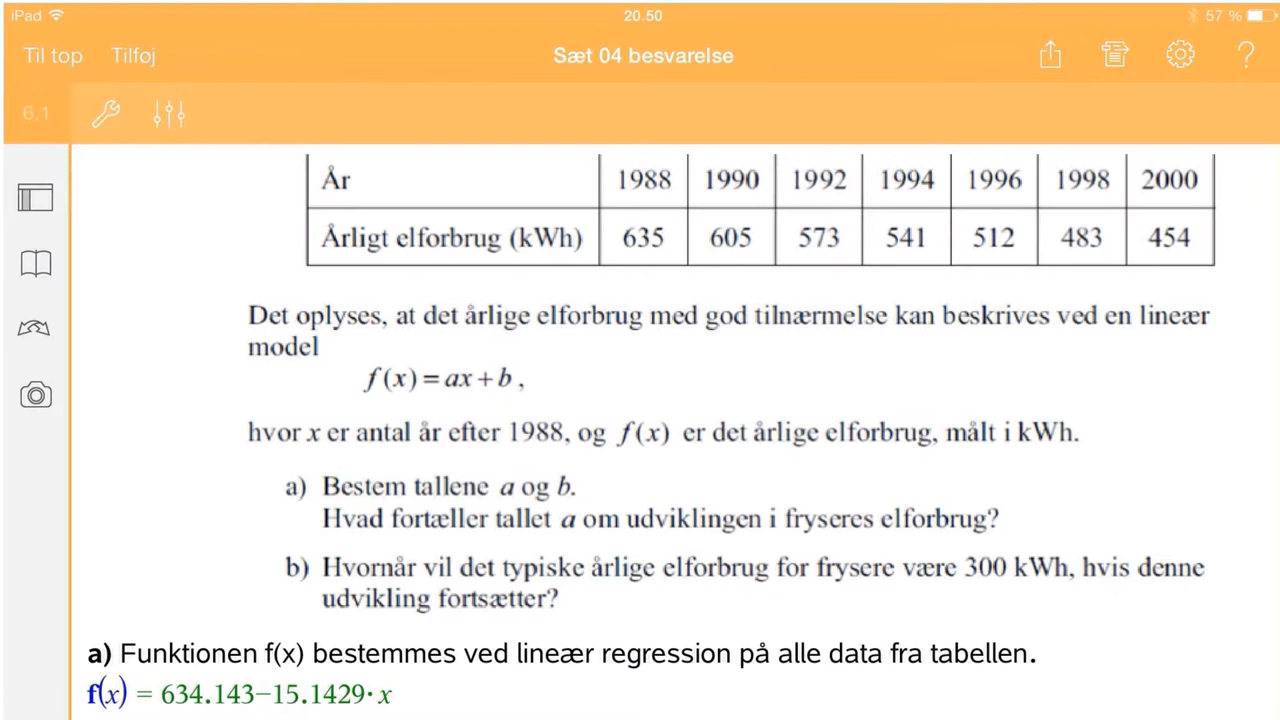 iPad 20.50 57 %
Til top Tilføj Sæt 04 besvarelse ?
6.1
År 1988 1990 1992 1994 1996 1998 2000
Årligt elforbrug (kWh) 635 605 573 541 512 483 454
Det oplyses, at det årlige elforbrug med god tilnærmelse kan beskrives ved en lineær
model
f(x) = ax + b ,
hvor x er antal år efter 1988, og f(x) er det årlige elforbrug, målt i kWh.
a) Bestem tallene a og b.
Hvad fortæller tallet a om udviklingen i fryseres elforbrug?
b) Hvornår vil det typiske årlige elforbrug for frysere være 300 kWh, hvis denne
udvikling fortsætter?
a) Funktionen f(x) bestemmes ved lineær regression på alle data fra tabellen.
f(x) = 634.143−15.1429· x